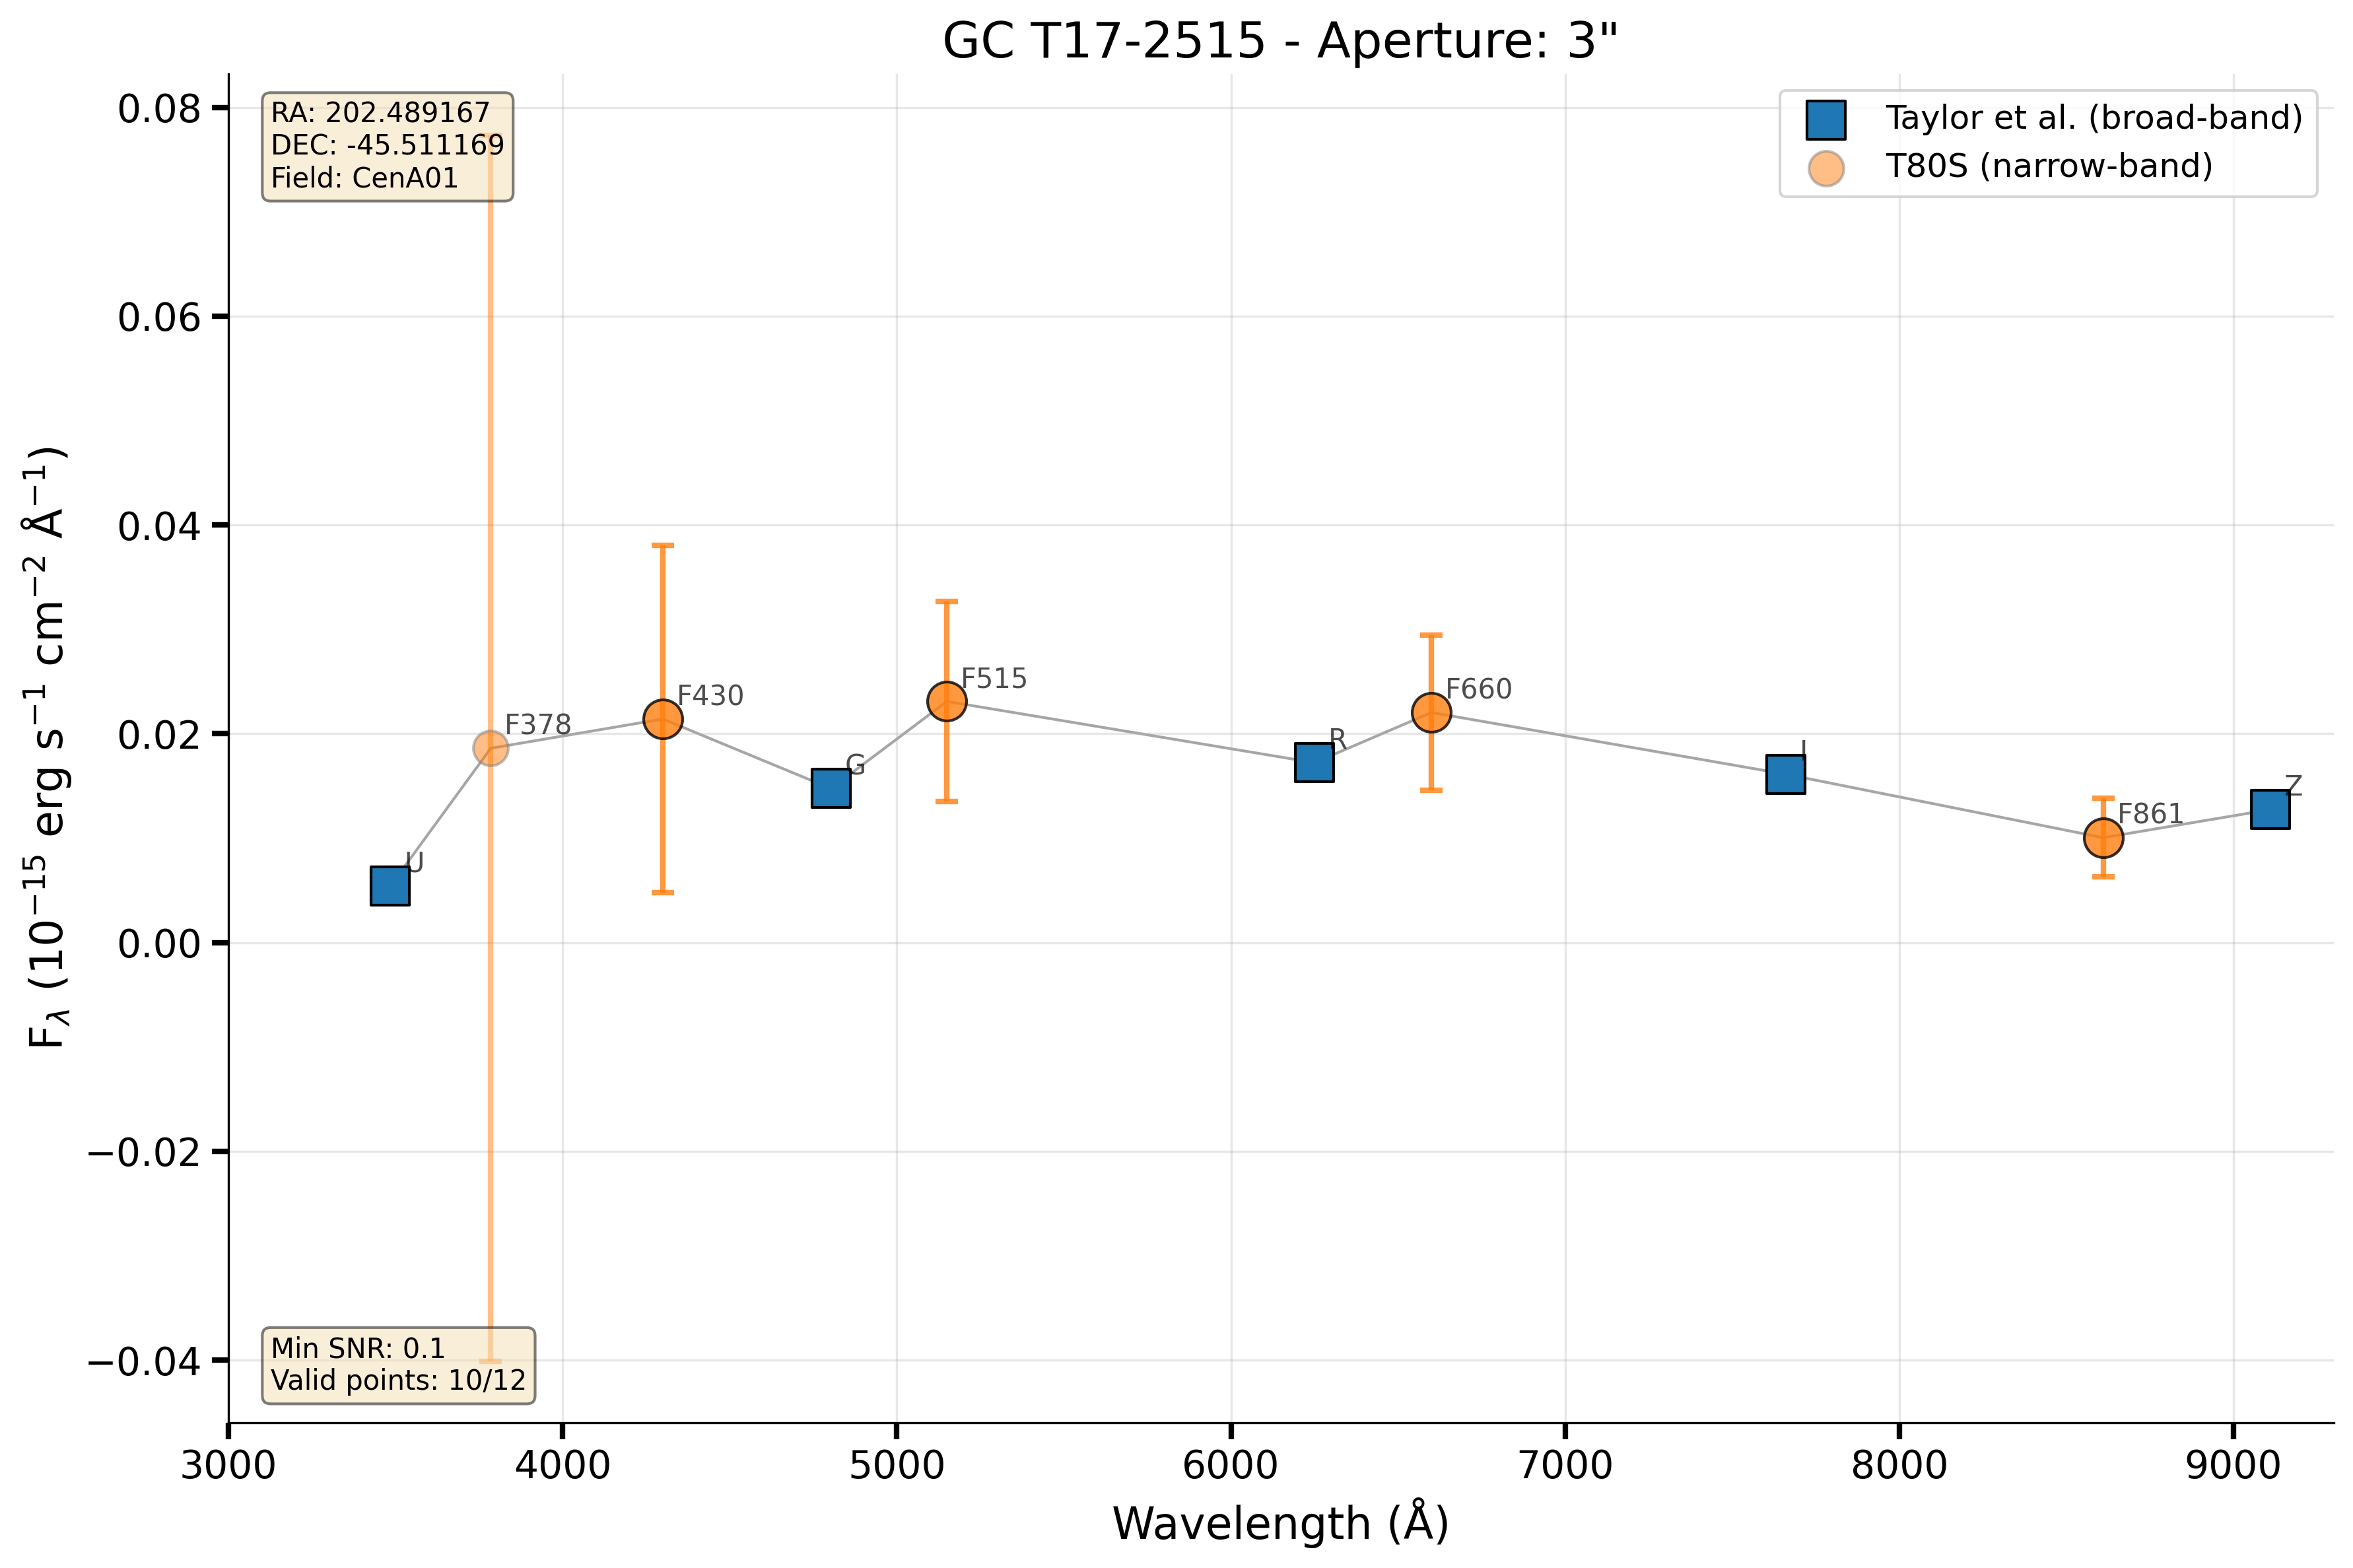 GC T17-2515 - Aperture: 3"
RA: 202.489167
DEC: -45.511169
Field: CenA01
Taylor et al. (broad-band)
T80S (narrow-band)
0.08
0.06
0.04
0.02
0.00
−0.02
−0.04
F_λ (10⁻¹⁵ erg s⁻¹ cm⁻² Å⁻¹)
U
F378
F430
G
F515
R
F660
I
F861
Z
Min SNR: 0.1
Valid points: 10/12
3000 4000 5000 6000 7000 8000 9000
Wavelength (Å)